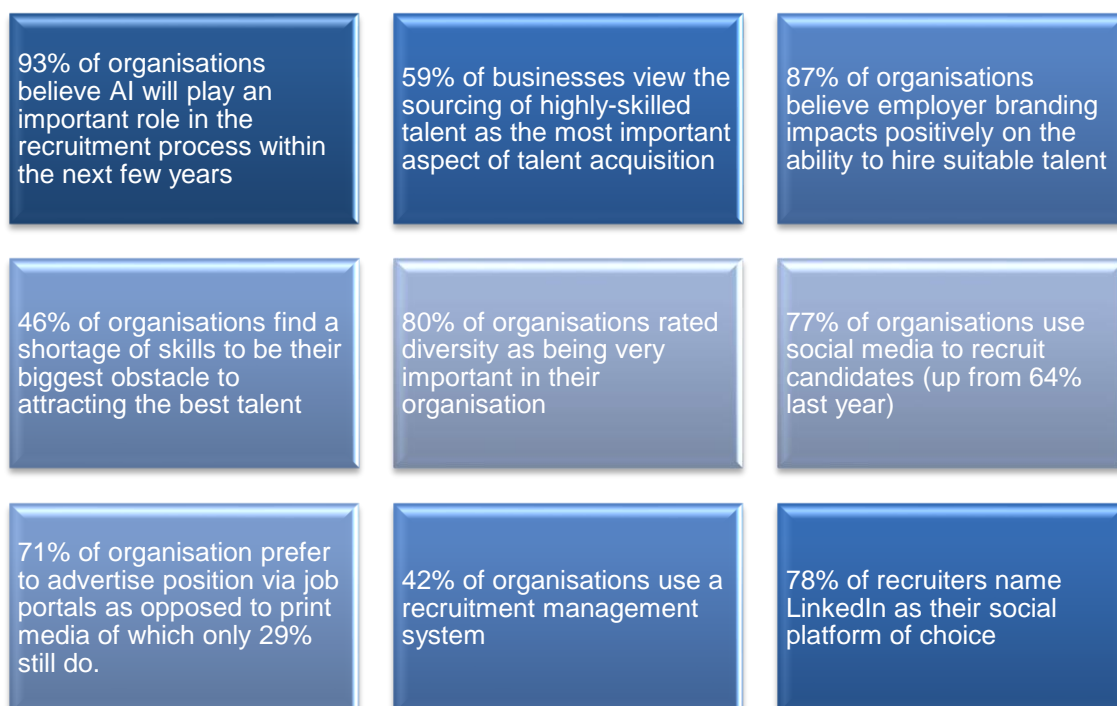 93% of organisations
believe AI will play an
important role in the
recruitment process within
the next few years
59% of businesses view the
sourcing of highly-skilled
talent as the most important
aspect of talent acquisition
87% of organisations
believe employer branding
impacts positively on the
ability to hire suitable talent
46% of organisations find a
shortage of skills to be their
biggest obstacle to
attracting the best talent
80% of organisations rated
diversity as being very
important in their
organisation
77% of organisations use
social media to recruit
candidates (up from 64%
last year)
71% of organisation prefer
to advertise position via job
portals as opposed to print
media of which only 29%
still do.
42% of organisations use a
recruitment management
system
78% of recruiters name
LinkedIn as their social
platform of choice